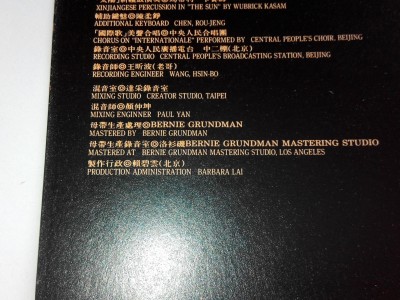 XINJIANGESE PERCUSSION IN "THE SUN" BY WUBRICK KASAM
輔助鍵盤◎陳柔錚
ADDITIONAL KEYBOARD CHEN, ROU-JENG
「國際歌」美聲合唱◎中央人民合唱團
CHORUS ON "INTERNATIONALE" PERFORMED BY CENTRAL PEOPLE'S CHOIR, BEIJING
錄音室◎中央人民廣播電台 中二樓(北京)
RECORDING STUDIO CENTRAL PEOPLE'S BROADCASTING STATION, BEIJING
錄音師◎王昕波(老哥)
RECORDING ENGINEER WANG, HSIN-BO
混音室◎達采錄音室
MIXING STUDIO CREATOR STUDIO, TAIPEI
混音師◎顏仲坤
MIXING ENGINNER PAUL YAN
母帶生產處理◎BERNIE GRUNDMAN
MASTERED BY BERNIE GRUNDMAN
母帶生產錄音室◎洛衫磯BERNIE GRUNDMAN MASTERING STUDIO
MASTERED AT BERNIE GRUNDMAN MASTERING STUDIO, LOS ANGELES
製作行政◎賴碧雲(北京)
PRODUCTION ADMINISTRATION BARBARA LAI